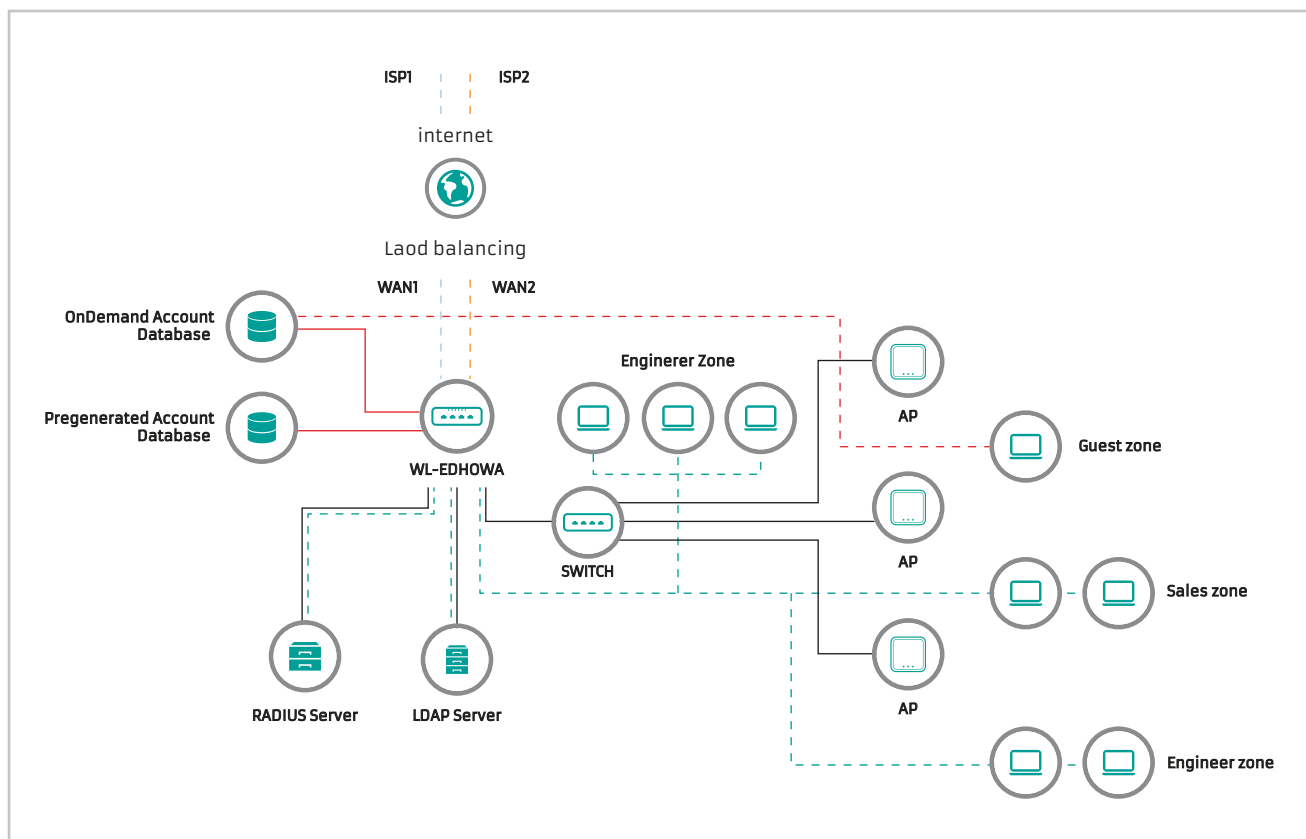 ISP1
ISP2
internet
Laod balancing
WAN1
WAN2
OnDemand Account
Database
Enginerer Zone
Pregenerated Account
Database
AP
Guest zone
WL-EDHOWA
SWITCH
AP
Sales zone
RADIUS Server
LDAP Server
AP
Engineer zone